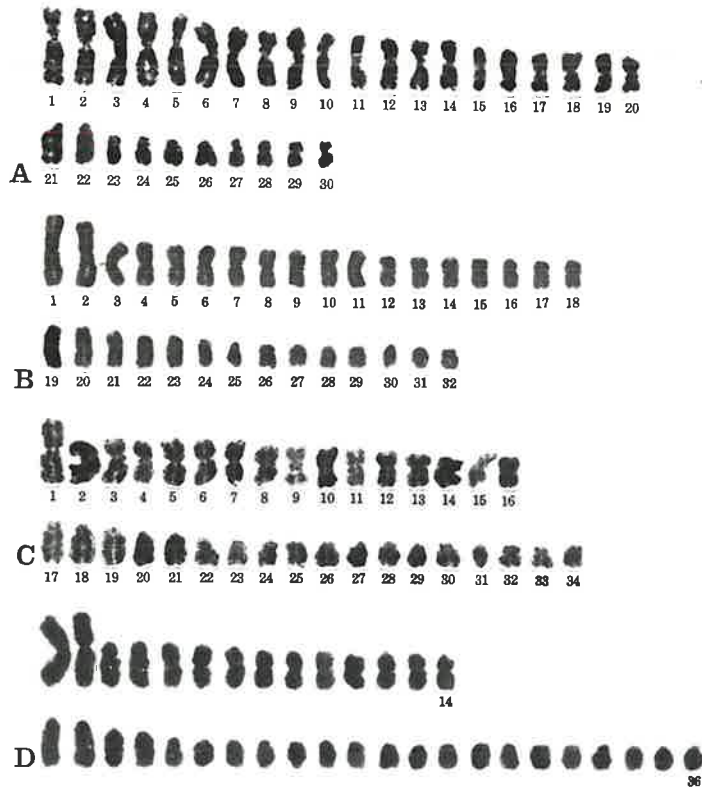 1 2 3 4 5 6 7 8 9 10 11 12 13 14 15 16 17 18 19 20
A 21 22 23 24 25 26 27 28 29 30
1 2 3 4 5 6 7 8 9 10 11 12 13 14 15 16 17 18
B 19 20 21 22 23 24 25 26 27 28 29 30 31 32
1 2 3 4 5 6 7 8 9 10 11 12 13 14 15 16
C 17 18 19 20 21 22 23 24 25 26 27 28 29 30 31 32 33 34
14
D 36